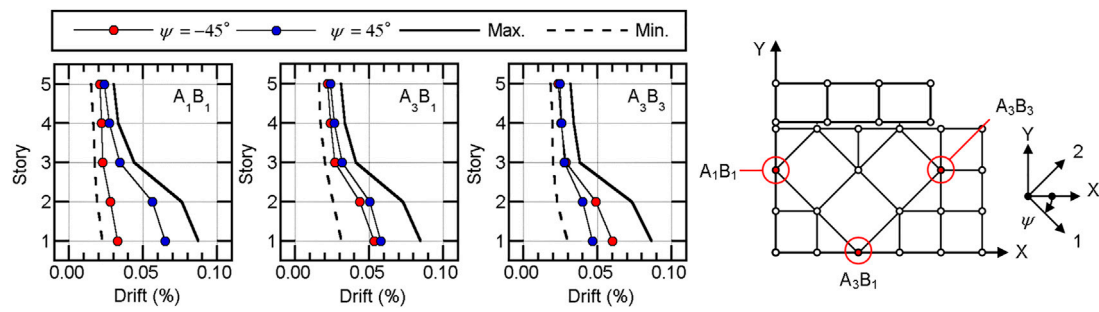 ψ = -45° ψ = 45° Max. Min.
5
4
3
2
1
Story
A₁B₁
0.00 0.05 0.10
Drift (%)
5
4
3
2
1
Story
A₃B₁
0.00 0.05 0.10
Drift (%)
5
4
3
2
1
Story
A₃B₃
0.00 0.05 0.10
Drift (%)
Y
A₃B₃
A₁B₁
X
A₃B₁
Y
2
X
ψ
1